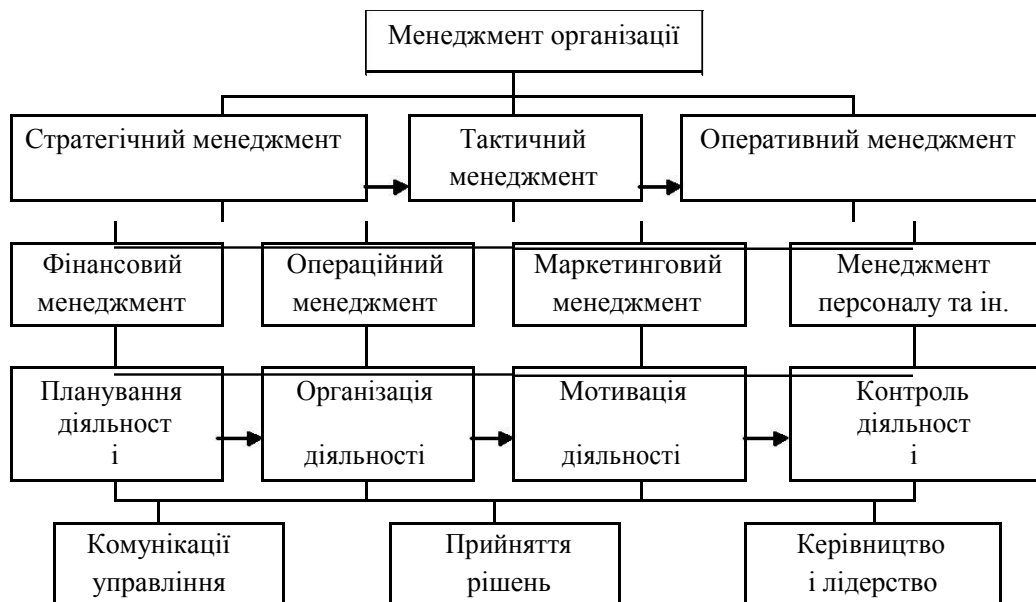 Менеджмент організації
Стратегічний менеджмент
Тактичний
менеджмент
Оперативний менеджмент
Фінансовий
менеджмент
Операційний
менеджмент
Маркетинговий
менеджмент
Менеджмент
персоналу та ін.
Планування
діяльност
і
Організація
діяльності
Мотивація
діяльності
Контроль
діяльност
і
Комунікації
управління
Прийняття
рішень
Керівництво
і лідерство